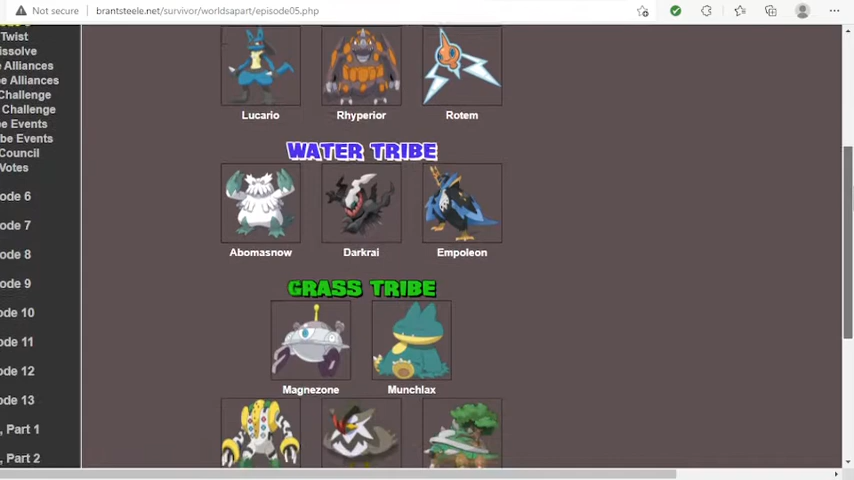 Not secure brantsteele.net/survivor/worldsapart/episode05.php
Twist
issolve
e Alliances
e Alliances
Challenge
Challenge
be Events
be Events
Council
Votes
ode 6
ode 7
ode 8
ode 9
ode 10
ode 11
ode 12
ode 13
, Part 1
, Part 2
Lucario Rhyperior Rotem
WATER TRIBE
Abomasnow Darkrai Empoleon
GRASS TRIBE
Magnezone Munchlax